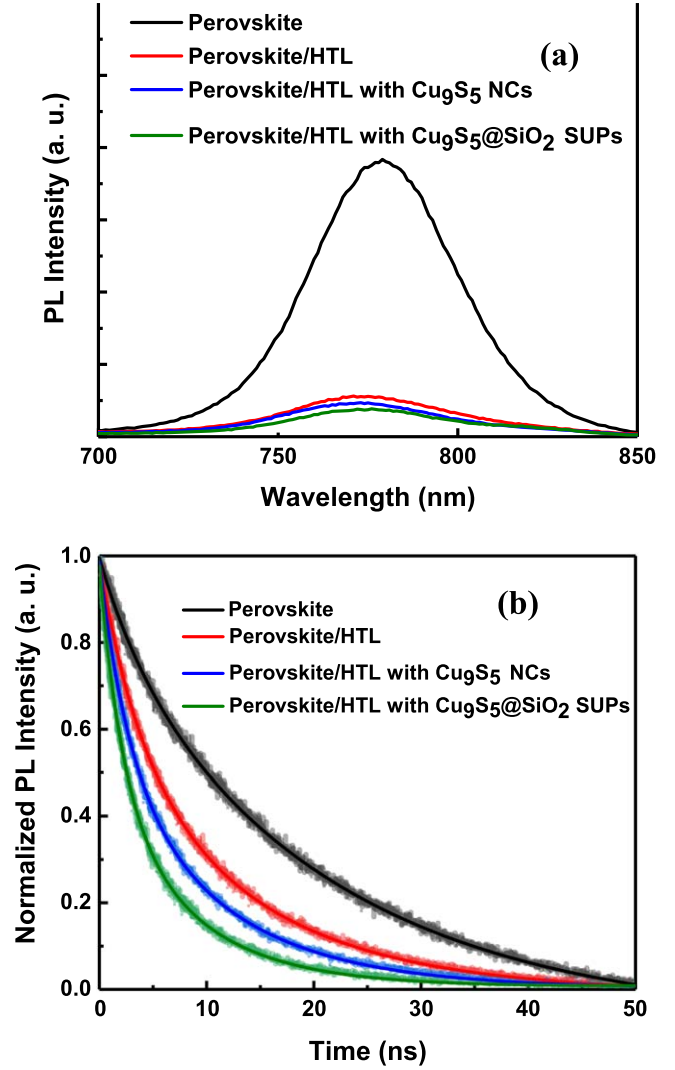 Perovskite
(a)
Perovskite/HTL
Perovskite/HTL with Cu9S5 NCs
Perovskite/HTL with Cu9S5@SiO2 SUPs
PL Intensity (a. u.)
700
750
800
850
Wavelength (nm)
1.0
0.8
0.6
0.4
0.2
0.0
Perovskite
(b)
Perovskite/HTL
Perovskite/HTL with Cu9S5 NCs
Perovskite/HTL with Cu9S5@SiO2 SUPs
Normalized PL Intensity (a. u.)
0
10
20
30
40
50
Time (ns)